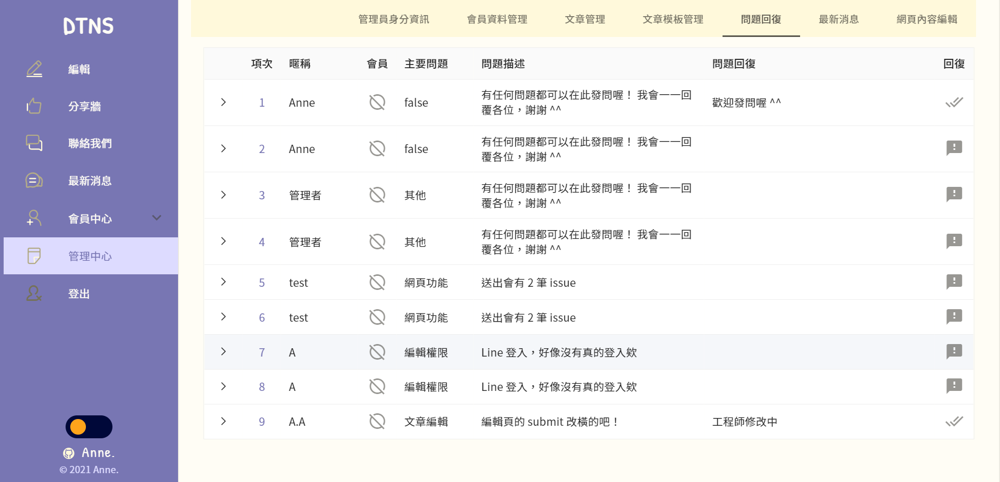 DTNS
編輯
分享牆
聯絡我們
最新消息
會員中心
管理中心
登出
Anne.
© 2021 Anne.
管理員身分資訊 會員資料管理 文章管理 文章模板管理 問題回復 最新消息 網頁內容編輯
項次 暱稱 會員 主要問題 問題描述 問題回復 回復
1 Anne false 有任何問題都可以在此發問喔！ 我會一一回 歡迎發問喔 ^^
覆各位，謝謝 ^^
2 Anne false 有任何問題都可以在此發問喔！ 我會一一回
覆各位，謝謝 ^^
3 管理者 其他 有任何問題都可以在此發問喔！ 我會一一回
覆各位，謝謝 ^^
4 管理者 其他 有任何問題都可以在此發問喔！ 我會一一回
覆各位，謝謝 ^^
5 test 網頁功能 送出會有 2 筆 issue
6 test 網頁功能 送出會有 2 筆 issue
7 A 編輯權限 Line 登入，好像沒有真的登入欸
8 A 編輯權限 Line 登入，好像沒有真的登入欸
9 A.A 文章編輯 編輯頁的 submit 改橫的吧！ 工程師修改中